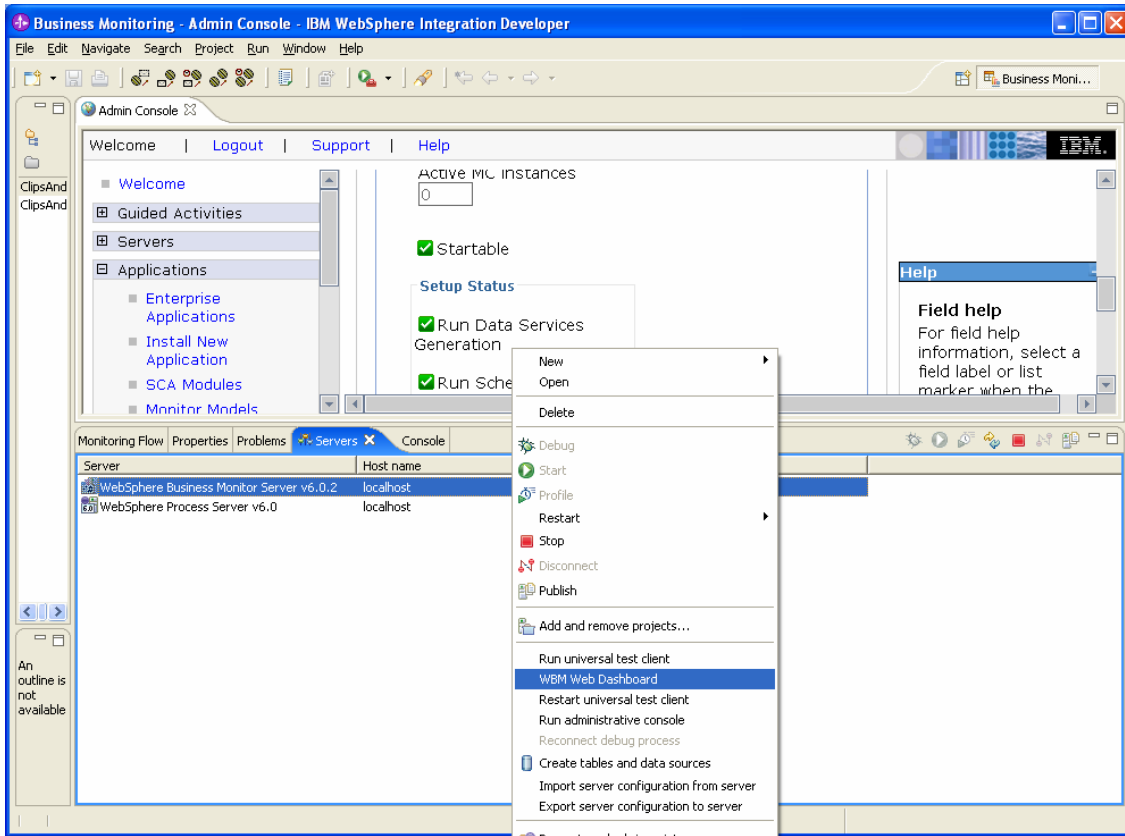 Business Monitoring - Admin Console - IBM WebSphere Integration Developer
File Edit Navigate Search Project Run Window Help
Business Moni...
Admin Console
Welcome | Logout | Support | Help
IBM.
ClipsAnd
ClipsAnd
Welcome
Guided Activities
Servers
Applications
Enterprise
Applications
Install New
Application
SCA Modules
Monitor Models
Active MC Instances
0
Startable
Setup Status
Run Data Services
Generation
Run Sche
Help
Field help
For field help
information, select a
field label or list
marker when the
Monitoring Flow Properties Problems Servers Console
Server Host name
WebSphere Business Monitor Server v6.0.2 localhost
WebSphere Process Server v6.0 localhost
An
outline is
not
available
New
Open
Delete
Debug
Start
Profile
Restart
Stop
Disconnect
Publish
Add and remove projects...
Run universal test client
WBM Web Dashboard
Restart universal test client
Run administrative console
Reconnect debug process
Create tables and data sources
Import server configuration from server
Export server configuration to server